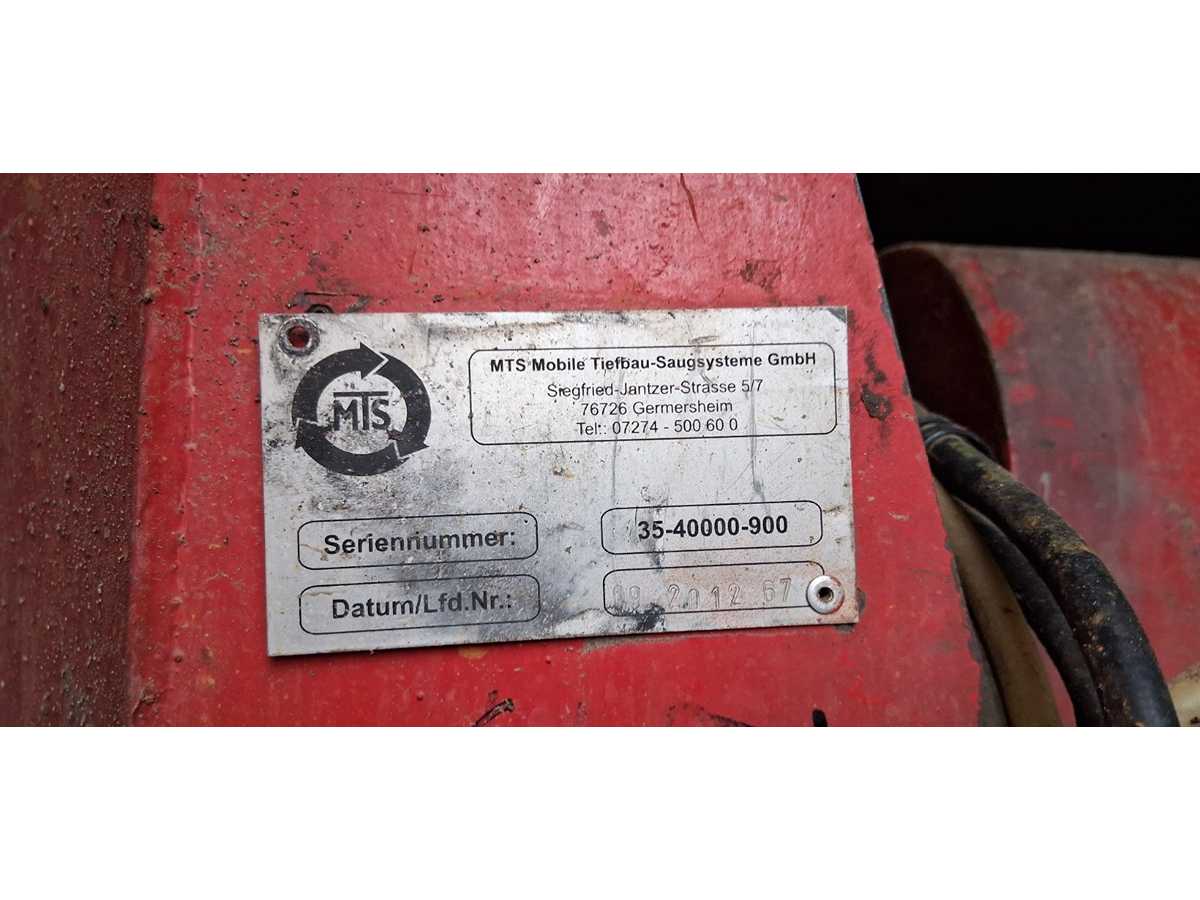 MTS
MTS Mobile Tiefbau-Saugsysteme GmbH
Siegfried-Jantzer-Strasse 5/7
76726 Germersheim
Tel:: 07274 - 500 60 0
Seriennummer: 35-40000-900
Datum/Lfd.Nr.: 09 2012 67